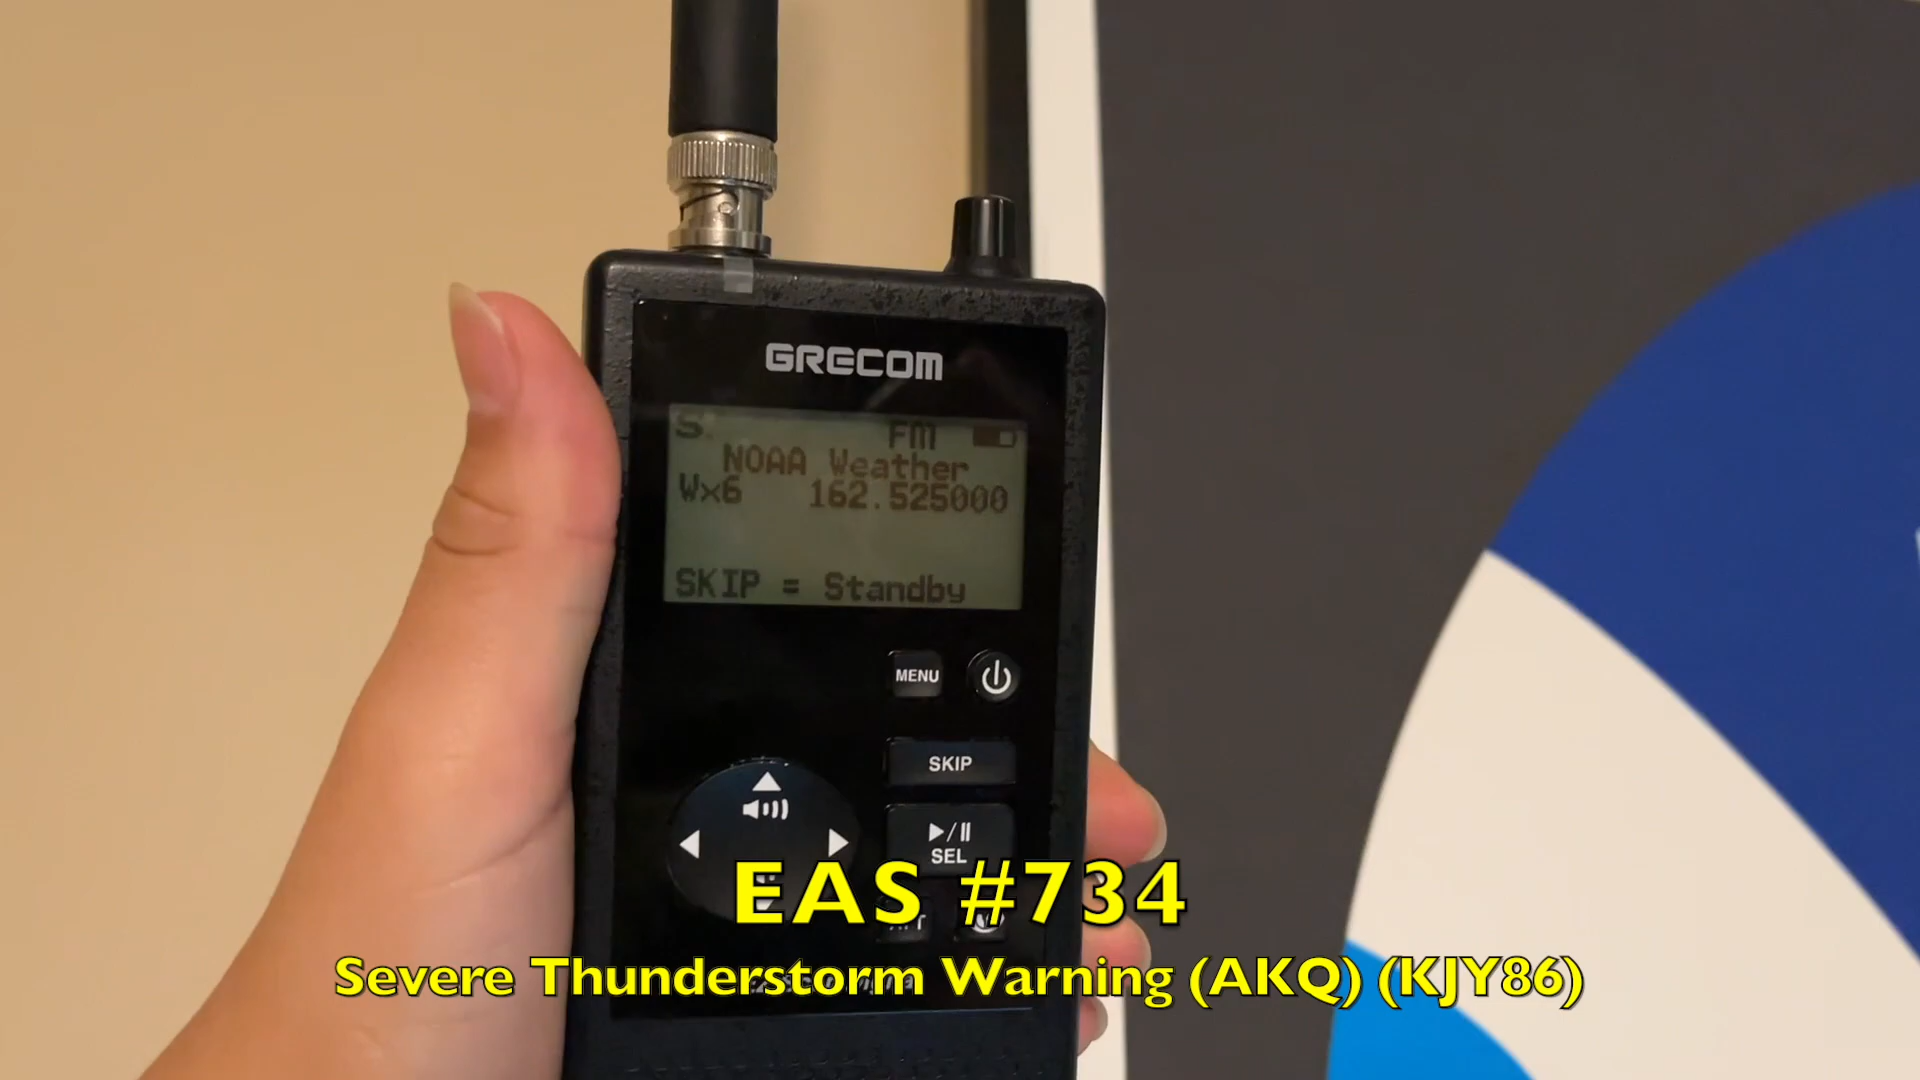 GRECOM
S
FM
NOAA Weather
Wx6 162.525000
SKIP = Standby
MENU
SKIP
SEL
EAS #734
Severe Thunderstorm Warning (AKQ) (KJY86)